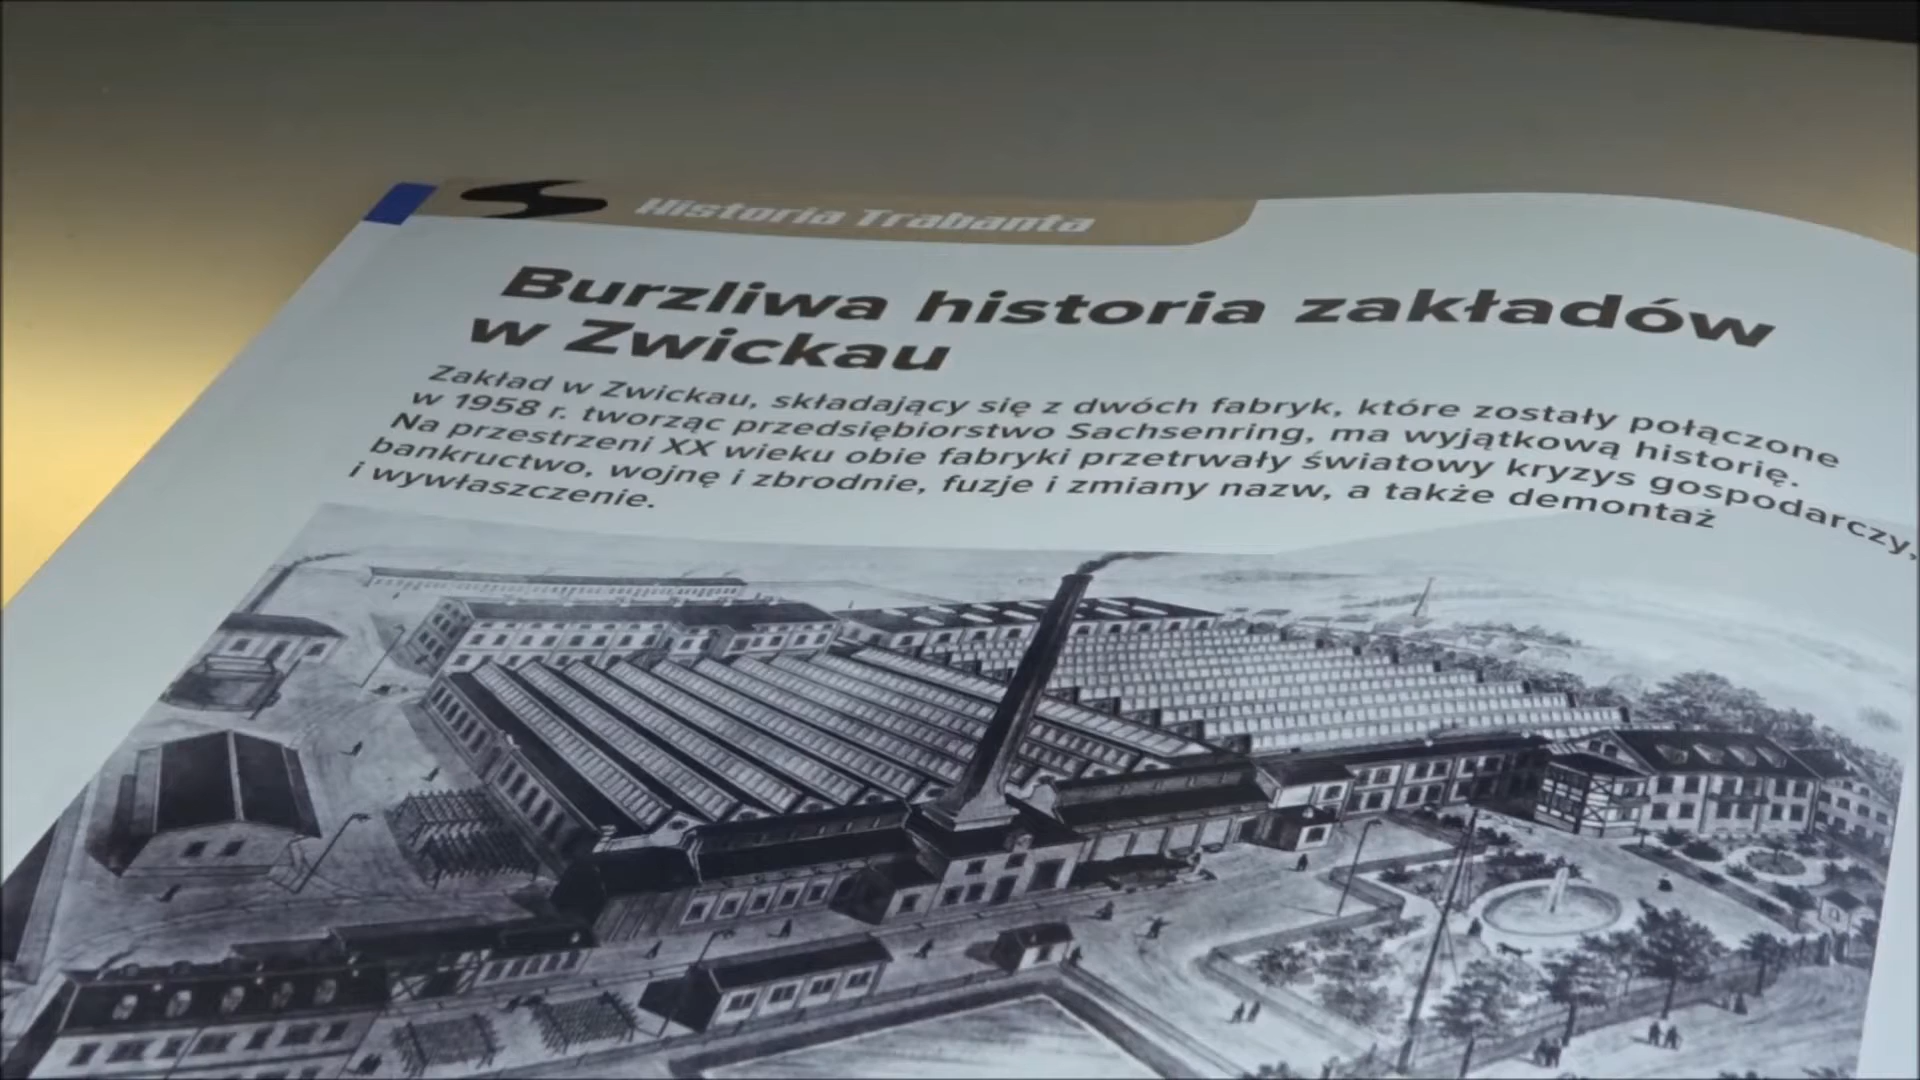 Historia Trabanta
Burzliwa historia zakładów
w Zwickau
Zakład w Zwickau, składający się z dwóch fabryk, które zostały połączone
w 1958 r. tworząc przedsiębiorstwo Sachsenring, ma wyjątkową historię.
Na przestrzeni XX wieku obie fabryki przetrwały światowy kryzys gospodarczy,
bankructwo, wojnę i zbrodnie, fuzje i zmiany nazw, a także demontaż
i wywłaszczenie.